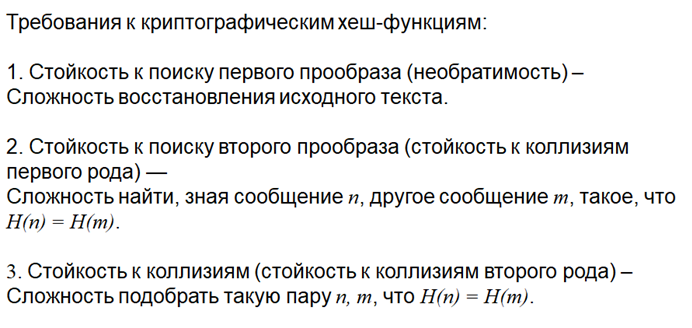 Требования к криптографическим хеш-функциям:
1. Стойкость к поиску первого прообраза (необратимость) –
Сложность восстановления исходного текста.
2. Стойкость к поиску второго прообраза (стойкость к коллизиям
первого рода) —
Сложность найти, зная сообщение n, другое сообщение m, такое, что
H(n) = H(m).
3. Стойкость к коллизиям (стойкость к коллизиям второго рода) –
Сложность подобрать такую пару n, m, что H(n) = H(m).